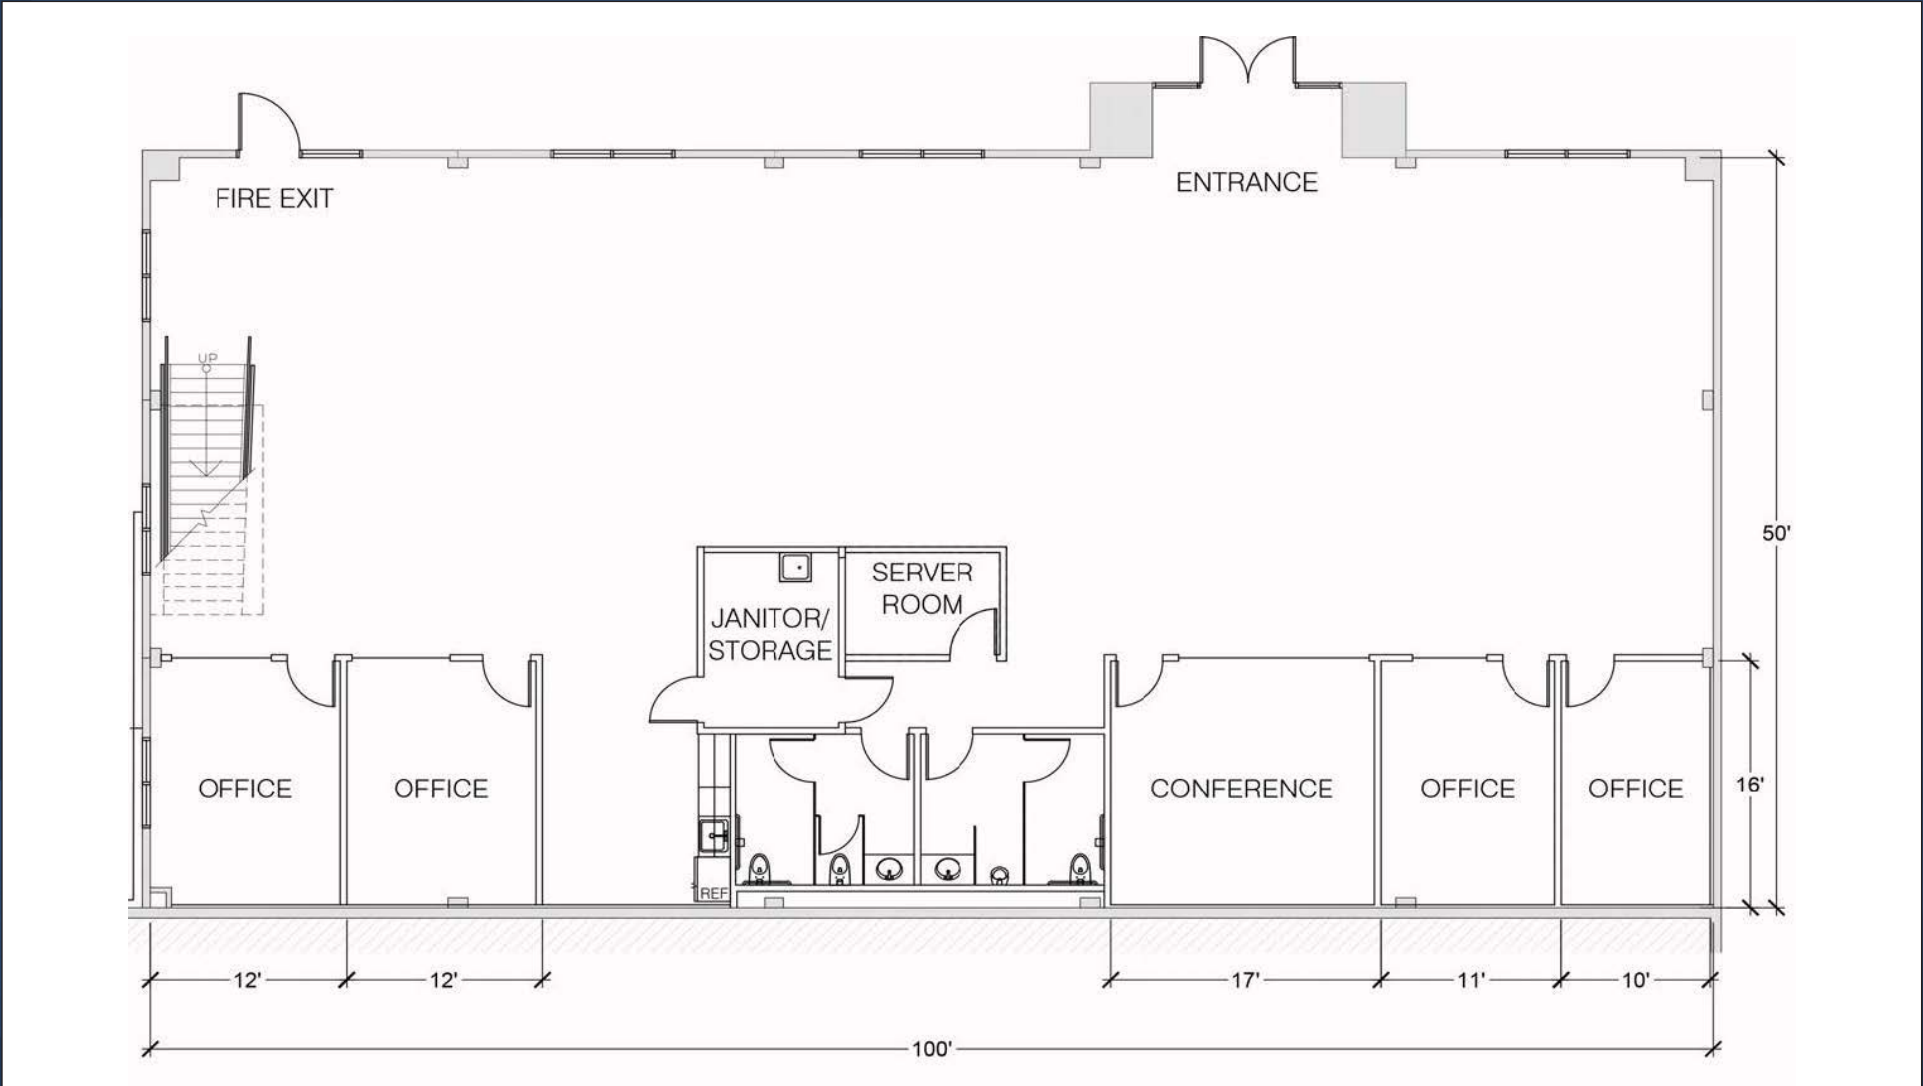 FIRE EXIT
ENTRANCE
UP
50'
SERVER
ROOM
JANITOR/
STORAGE
OFFICE
OFFICE
CONFERENCE
OFFICE
OFFICE
16'
REF
12'
12'
17'
11'
10'
100'